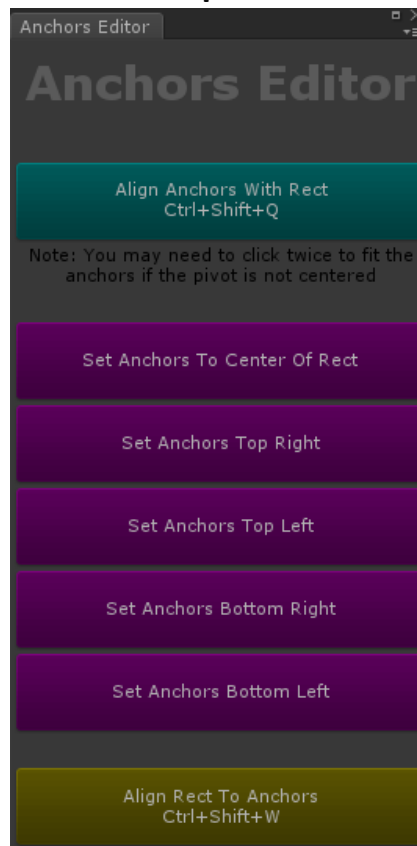 Anchors Editor
Anchors Editor
Align Anchors With Rect
Ctrl+Shift+Q
Note: You may need to click twice to fit the
anchors if the pivot is not centered
Set Anchors To Center Of Rect
Set Anchors Top Right
Set Anchors Top Left
Set Anchors Bottom Right
Set Anchors Bottom Left
Align Rect To Anchors
Ctrl+Shift+W